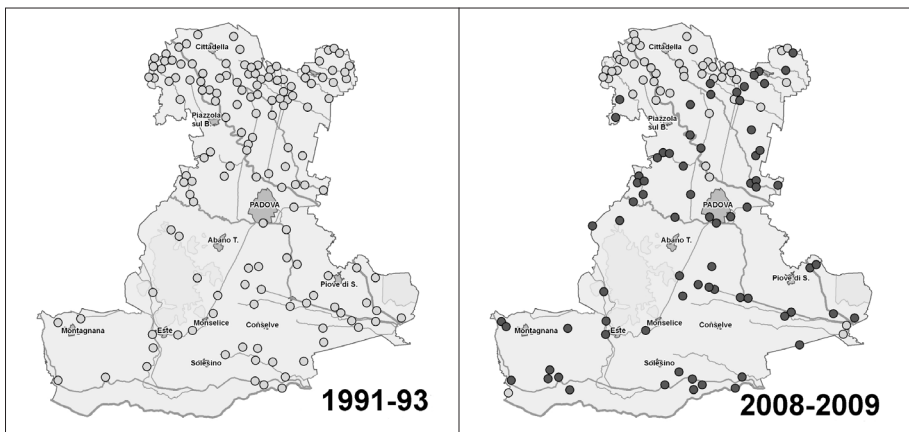 Cittadella
Piazzola
sul B.
PADOVA
Abano T.
Piove di S.
Montagnana
Este
Monselice
Conselve
Solesino
1991-93
Cittadella
Piazzola
sul B.
PADOVA
Abano T.
Piove di S.
Montagnana
Este
Monselice
Conselve
Solesino
2008-2009